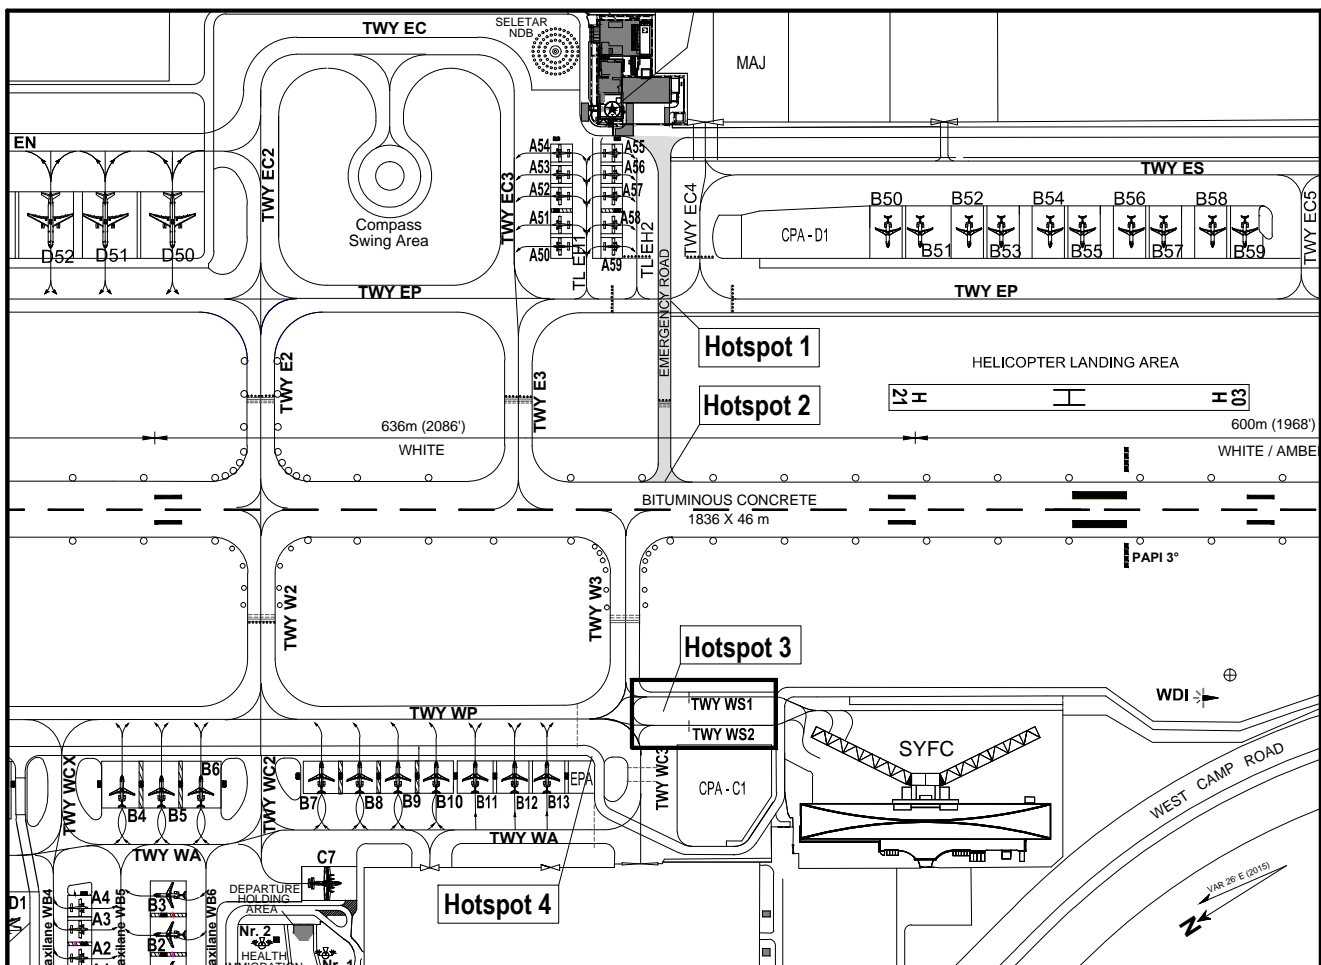 TWY EC
SELETAR
NDB
MAJ
EN
TWY EC2
TWY EC3
Compass
Swing Area
A54
A53
A52
A51
A50
A55
A56
A57
A58
A59
TL EH1
TL EH2
EMERGENCY ROAD
TWY EC4
TWY ES
B50
B52
B54
B56
B58
CPA - D1
B51
B53
B55
B57
B59
TWY EC5
D52
D51
D50
TWY EP
TWY EP
Hotspot 1
HELICOPTER LANDING AREA
TWY E2
TWY E3
Hotspot 2
21 H
H
H 03
636m (2086')
WHITE
600m (1968')
WHITE / AMBE
BITUMINOUS CONCRETE
1836 X 46 m
PAPI 3°
TWY W2
TWY W3
Hotspot 3
WDI
TWY WS1
TWY WS2
TWY WP
SYFC
WEST CAMP ROAD
TWY WCX
TWY WC2
TWY WC3
B6
B4
B5
B7
B8
B9
B10
B11
B12
B13
EPA
CPA - C1
TWY WA
TWY WA
C7
Hotspot 4
VAR 26' E (2015)
N
DEPARTURE
HOLDING
AREA
D1
A4
A3
A2
axilane WB4
axilane WB5
axilane WB6
B3
B2
Nr. 2
HEALTH